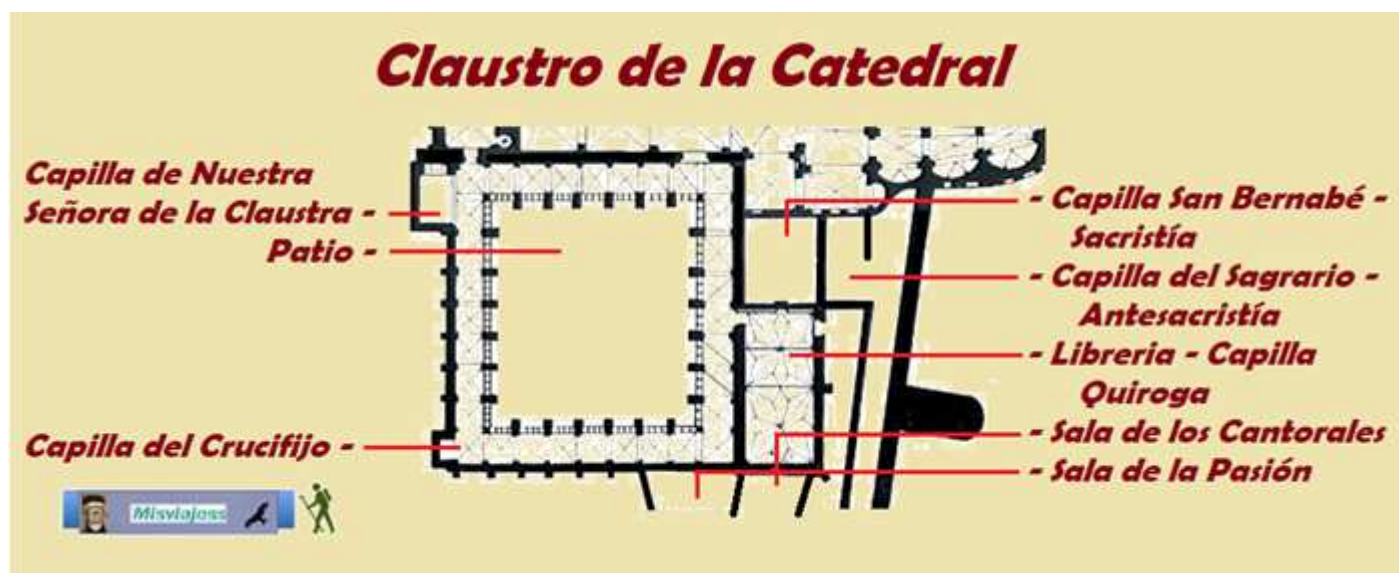 Claustro de la Catedral
Capilla de Nuestra
Señora de la Claustra -
Patio -
Capilla del Crucifijo -
- Capilla San Bernabé -
Sacristía
- Capilla del Sagrario -
Antesacristía
- Libreria - Capilla
Quiroga
- Sala de los Cantorales
- Sala de la Pasión
Misviajess